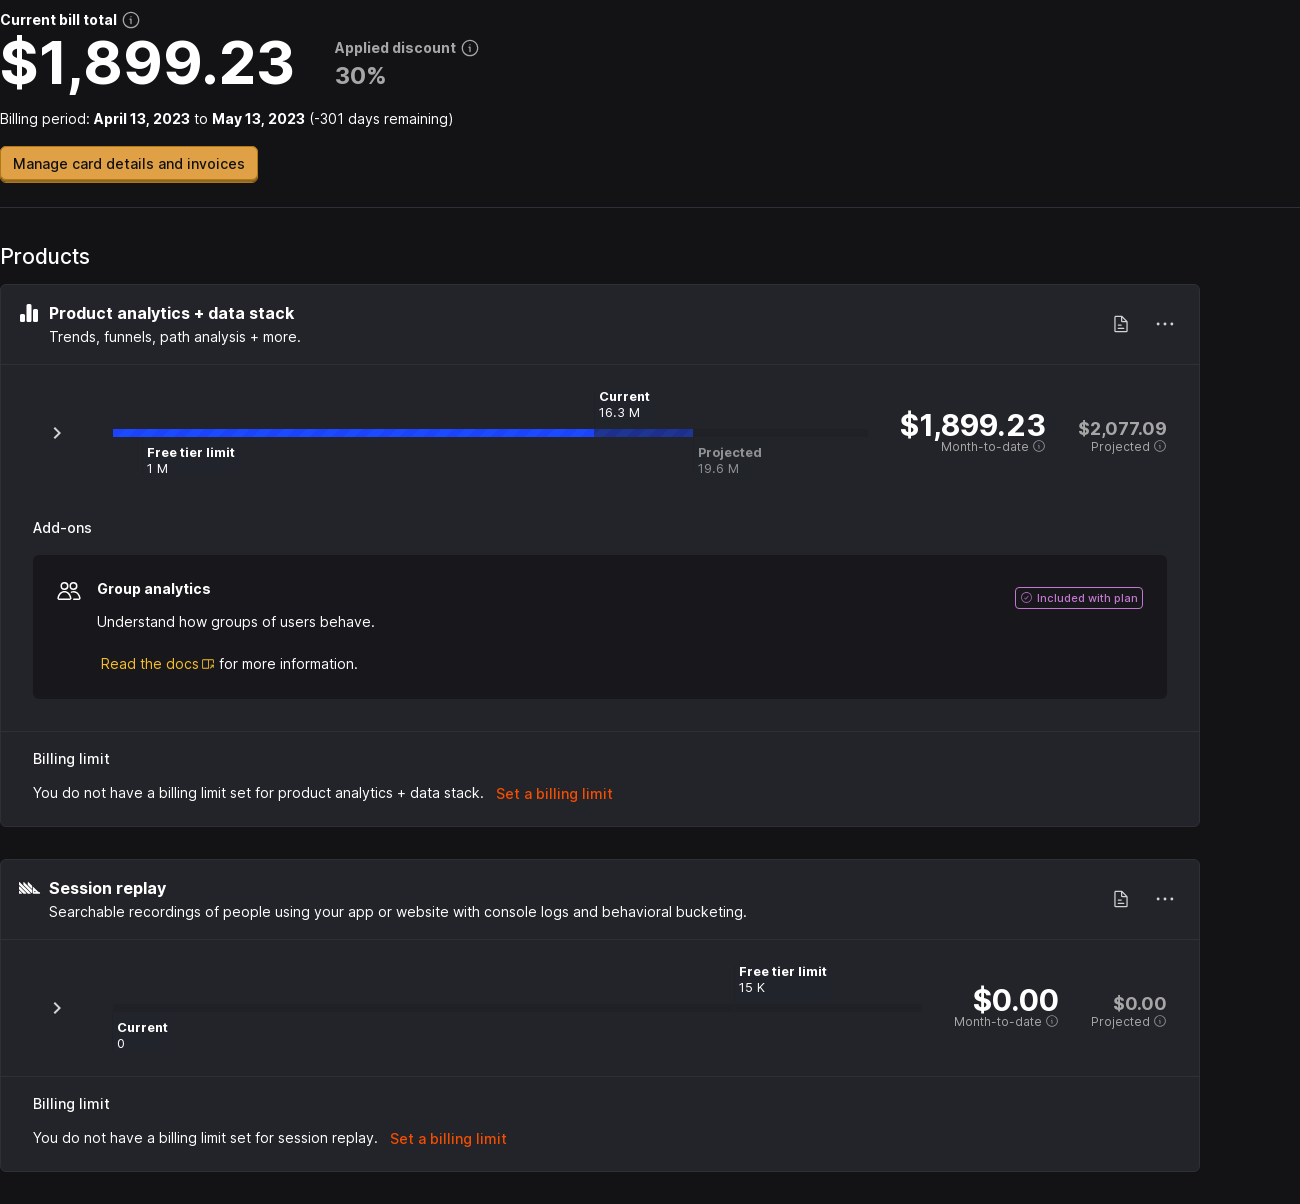 Current bill total
$1,899.23
Applied discount
30%
Billing period: April 13, 2023 to May 13, 2023 (-301 days remaining)
Manage card details and invoices
Products
Product analytics + data stack
Trends, funnels, path analysis + more.
Current
16.3 M
Free tier limit
1 M
Projected
19.6 M
$1,899.23
Month-to-date
$2,077.09
Projected
Add-ons
Group analytics
Included with plan
Understand how groups of users behave.
Read the docs for more information.
Billing limit
You do not have a billing limit set for product analytics + data stack. Set a billing limit
Session replay
Searchable recordings of people using your app or website with console logs and behavioral bucketing.
Free tier limit
15 K
Current
0
$0.00
Month-to-date
$0.00
Projected
Billing limit
You do not have a billing limit set for session replay. Set a billing limit